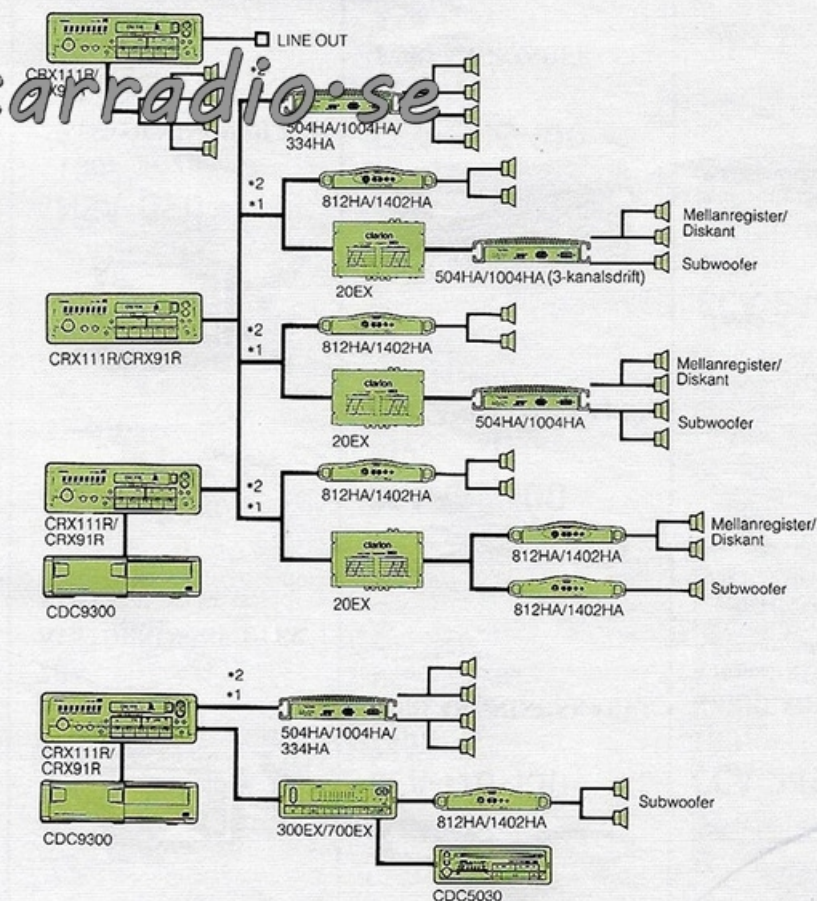 LINE OUT
CRX111R/
carradio.se
*2
504HA/1004HA/
334HA
*2
*1
812HA/1402HA
clarion
20EX
504HA/1004HA (3-kanalsdrift)
Mellanregister/
Diskant
Subwoofer
CRX111R/CRX91R
*2
*1
812HA/1402HA
clarion
20EX
504HA/1004HA
Mellanregister/
Diskant
Subwoofer
CRX111R/
CRX91R
CDC9300
*2
*1
812HA/1402HA
clarion
20EX
812HA/1402HA
812HA/1402HA
Mellanregister/
Diskant
Subwoofer
CRX111R/
CRX91R
CDC9300
*2
*1
504HA/1004HA/
334HA
300EX/700EX
812HA/1402HA
Subwoofer
CDC5030